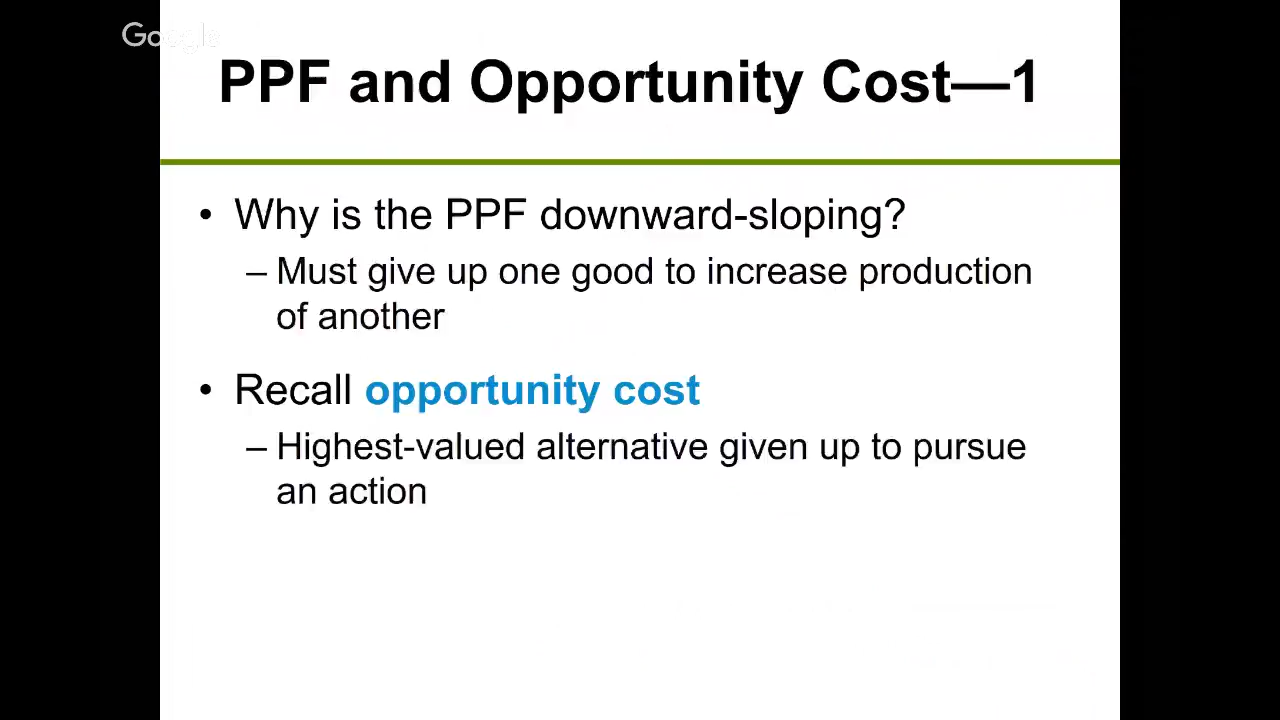 Google
PPF and Opportunity Cost—1
• Why is the PPF downward-sloping?
– Must give up one good to increase production
of another
• Recall opportunity cost
– Highest-valued alternative given up to pursue
an action